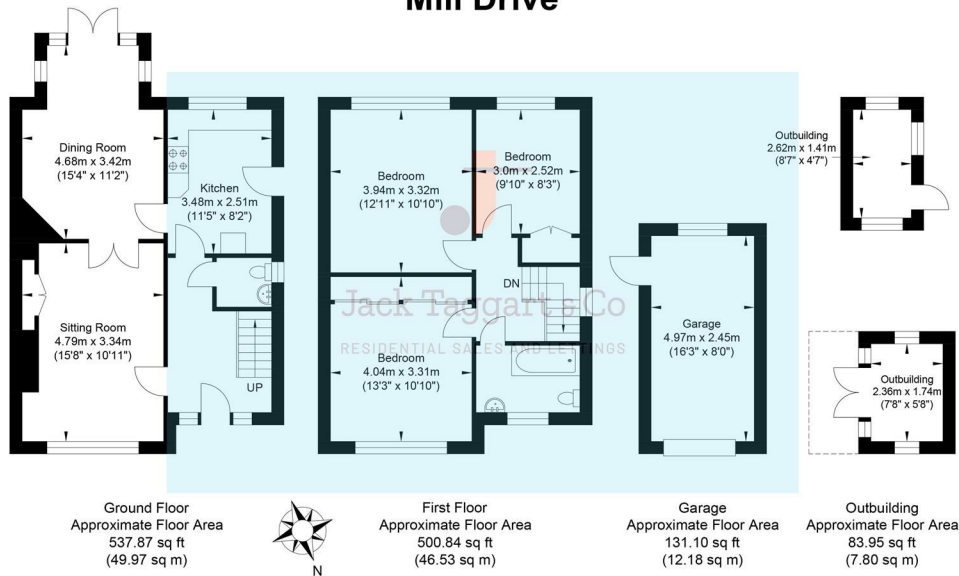 Mill Drive
Dining Room
4.68m x 3.42m
(15'4" x 11'2")
Kitchen
3.48m x 2.51m
(11'5" x 8'2")
Sitting Room
4.79m x 3.34m
(15'8" x 10'11")
UP
Bedroom
3.94m x 3.32m
(12'11" x 10'10")
Bedroom
3.0m x 2.52m
(9'10" x 8'3")
DN
Bedroom
4.04m x 3.31m
(13'3" x 10'10")
Jack Taggart & Co
RESIDENTIAL SALES AND LETTINGS
Garage
4.97m x 2.45m
(16'3" x 8'0")
Outbuilding
2.62m x 1.41m
(8'7" x 4'7")
Outbuilding
2.36m x 1.74m
(7'8" x 5'8")
Ground Floor
Approximate Floor Area
537.87 sq ft
(49.97 sq m)
N
First Floor
Approximate Floor Area
500.84 sq ft
(46.53 sq m)
Garage
Approximate Floor Area
131.10 sq ft
(12.18 sq m)
Outbuilding
Approximate Floor Area
83.95 sq ft
(7.80 sq m)